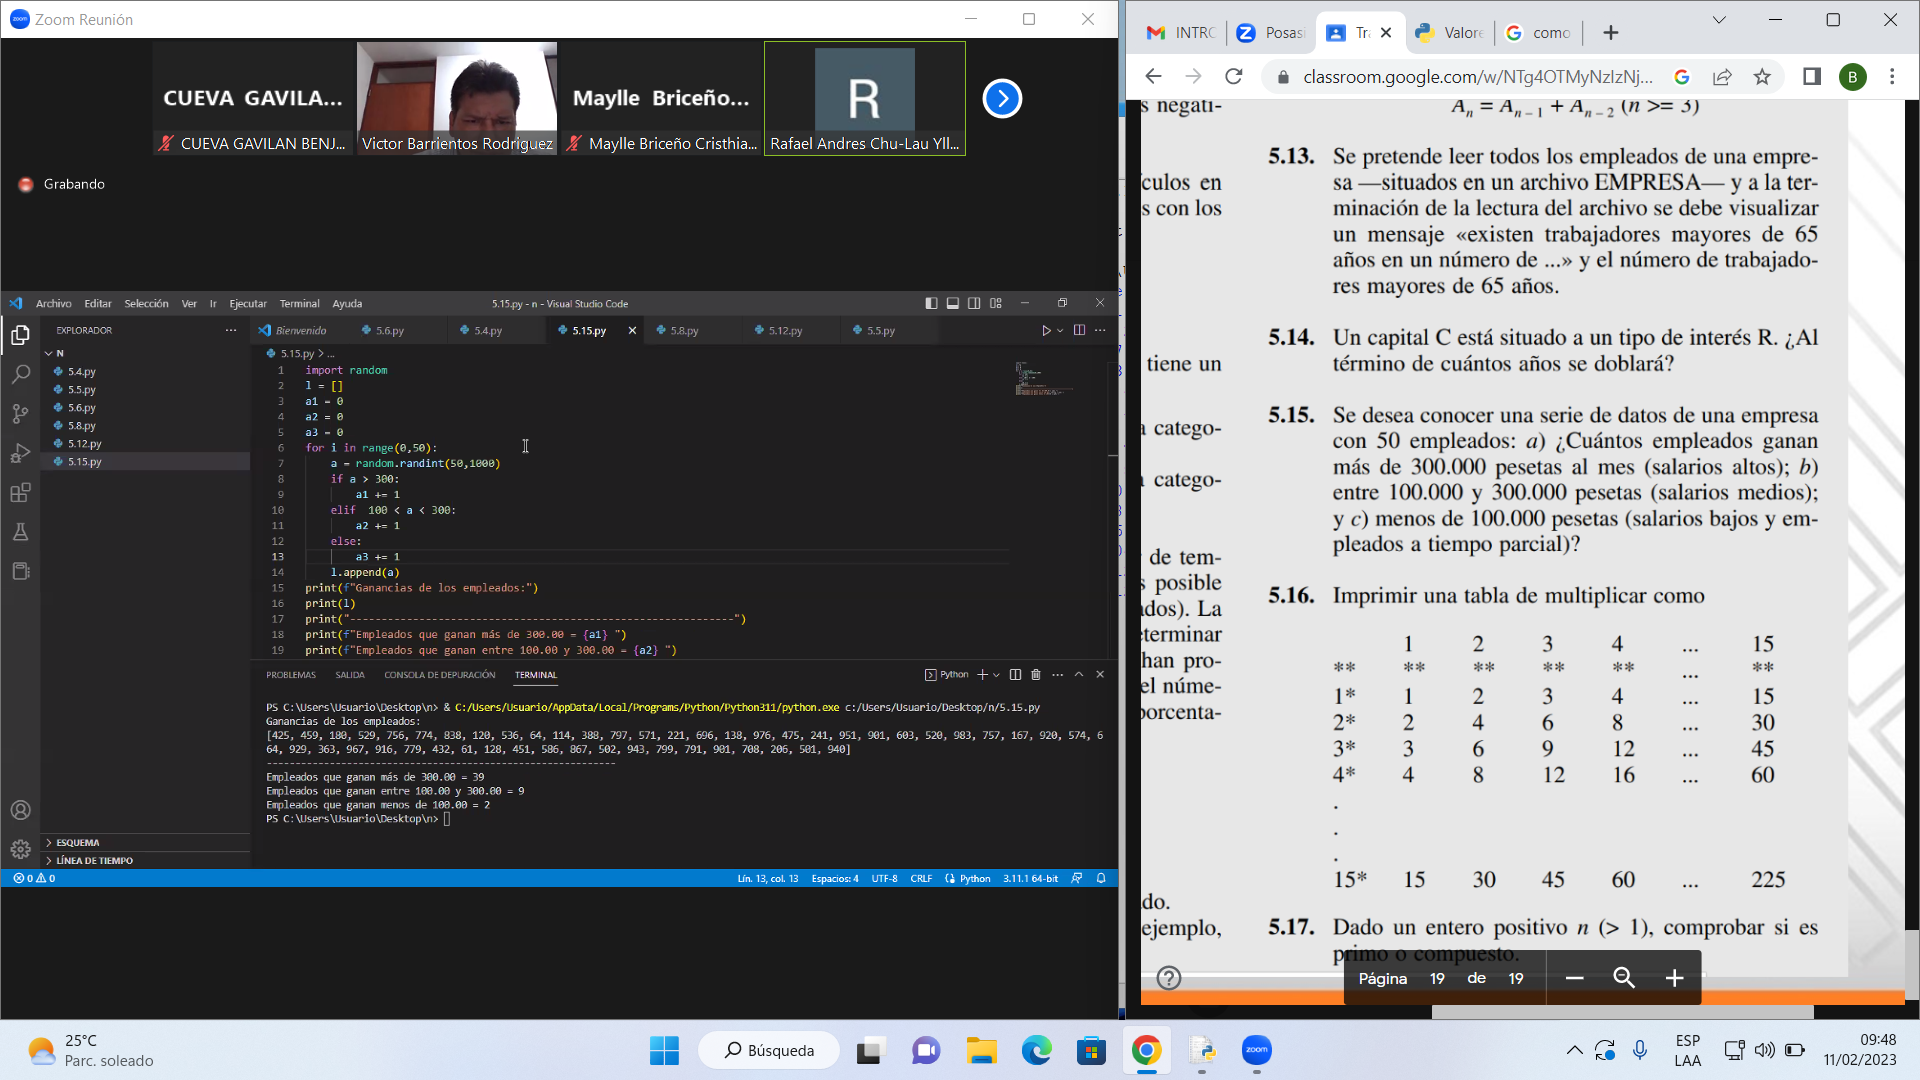 Zoom Reunión
CUEVA GAVILA...
Maylle Briceño...
R
CUEVA GAVILAN BENJ...
Victor Barrientos Rodriguez
Maylle Briceño Cristhia...
Rafael Andres Chu-Lau Yll...
Grabando
Archivo Editar Selección Ver Ir Ejecutar Terminal Ayuda
5.15.py - n - Visual Studio Code
EXPLORADOR
Bienvenido 5.6.py 5.4.py 5.15.py 5.8.py 5.12.py 5.5.py
N
5.4.py
5.5.py
5.6.py
5.8.py
5.12.py
5.15.py
ESQUEMA
LÍNEA DE TIEMPO
5.15.py > ...
1 import random
2 l = []
3 a1 = 0
4 a2 = 0
5 a3 = 0
6 for i in range(0,50):
7 a = random.randint(50,1000)
8 if a > 300:
9 a1 += 1
10 elif 100 < a < 300:
11 a2 += 1
12 else:
13 a3 += 1
14 l.append(a)
15 print(f"Ganancias de los empleados:")
16 print(l)
17 print("--------------------------------------------------------------")
18 print(f"Empleados que ganan más de 300.00 = {a1} ")
19 print(f"Empleados que ganan entre 100.00 y 300.00 = {a2} ")
PROBLEMAS SALIDA CONSOLA DE DEPURACIÓN TERMINAL
Python
PS C:\Users\Usuario\Desktop\n> & C:/Users/Usuario/AppData/Local/Programs/Python/Python311/python.exe c:/Users/Usuario/Desktop/n/5.15.py
Ganancias de los empleados:
[425, 459, 180, 529, 756, 774, 838, 120, 536, 64, 114, 388, 797, 571, 221, 696, 138, 976, 475, 241, 951, 901, 603, 520, 983, 757, 167, 920, 574, 6
64, 929, 363, 967, 916, 779, 432, 61, 128, 451, 586, 867, 502, 943, 799, 791, 901, 708, 206, 581, 940]
--------------------------------------------------------
Empleados que ganan más de 300.00 = 39
Empleados que ganan entre 100.00 y 300.00 = 9
Empleados que ganan menos de 100.00 = 2
PS C:\Users\Usuario\Desktop\n>
0 0
Lín. 13, col. 13 Espacios: 4 UTF-8 CRLF Python 3.11.1 64-bit
INTRO Posasi Tra Valore como
classroom.google.com/w/NTg4OTMyNzIzNj...
B
s negati-
culos en
s con los
tiene un
catego-
catego-
de tem-
s posible
dos). La
eterminar
han pro-
el núme-
porcenta-
do.
ejemplo,
Aₙ = Aₙ₋₁ + Aₙ₋₂ (n >= 3)
5.13. Se pretende leer todos los empleados de una empre-
sa —situados en un archivo EMPRESA— y a la ter-
minación de la lectura del archivo se debe visualizar
un mensaje «existen trabajadores mayores de 65
años en un número de ...» y el número de trabajado-
res mayores de 65 años.
5.14. Un capital C está situado a un tipo de interés R. ¿Al
término de cuántos años se doblará?
5.15. Se desea conocer una serie de datos de una empresa
con 50 empleados: a) ¿Cuántos empleados ganan
más de 300.000 pesetas al mes (salarios altos); b)
entre 100.000 y 300.000 pesetas (salarios medios);
y c) menos de 100.000 pesetas (salarios bajos y em-
pleados a tiempo parcial)?
5.16. Imprimir una tabla de multiplicar como
1 2 3 4 ... 15
** ** ** ** ** ... **
1* 1 2 3 4 ... 15
2* 2 4 6 8 ... 30
3* 3 6 9 12 ... 45
4* 4 8 12 16 ... 60
.
.
.
15* 15 30 45 60 ... 225
5.17. Dado un entero positivo n (> 1), comprobar si es
primo o compuesto.
Página 19 de 19
25°C
Parc. soleado
Búsqueda
zoom
ESP
LAA
09:48
11/02/2023